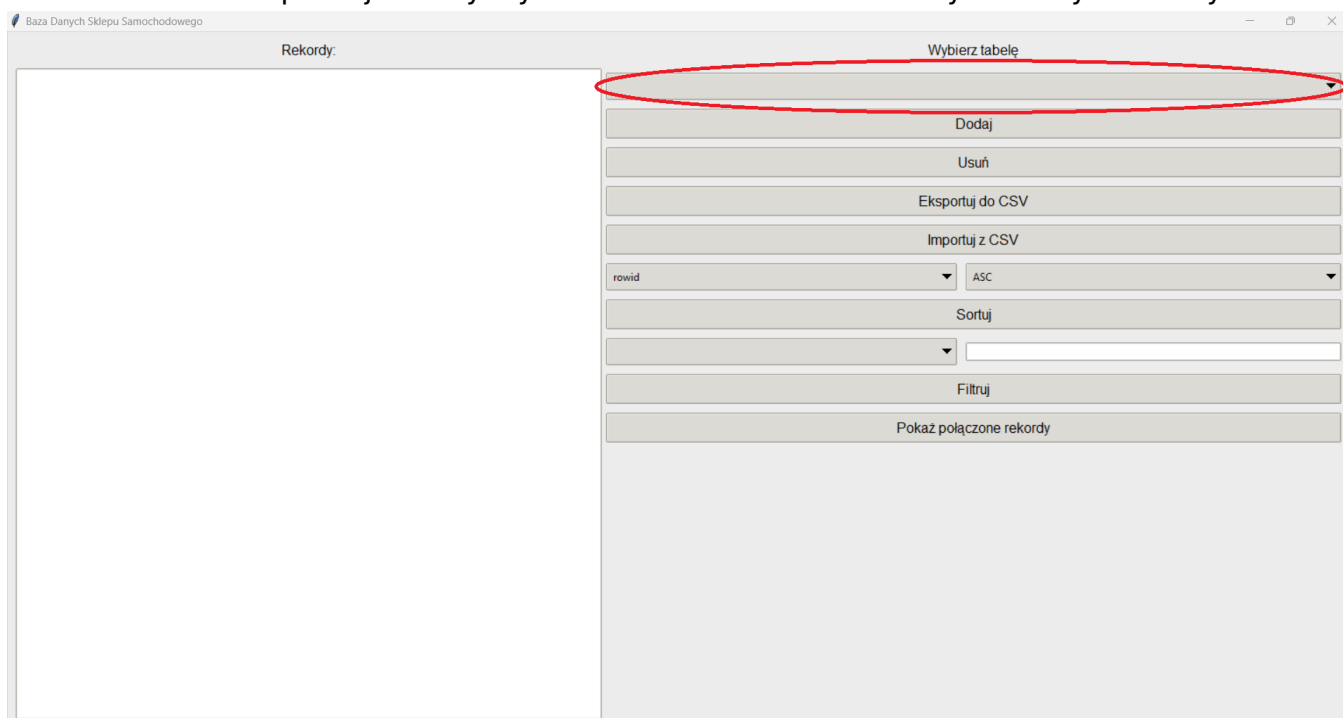 Baza Danych Sklepu Samochodowego
Rekordy:
Wybierz tabelę
Dodaj
Usuń
Eksportuj do CSV
Importuj z CSV
rowid
ASC
Sortuj
Filtruj
Pokaż połączone rekordy